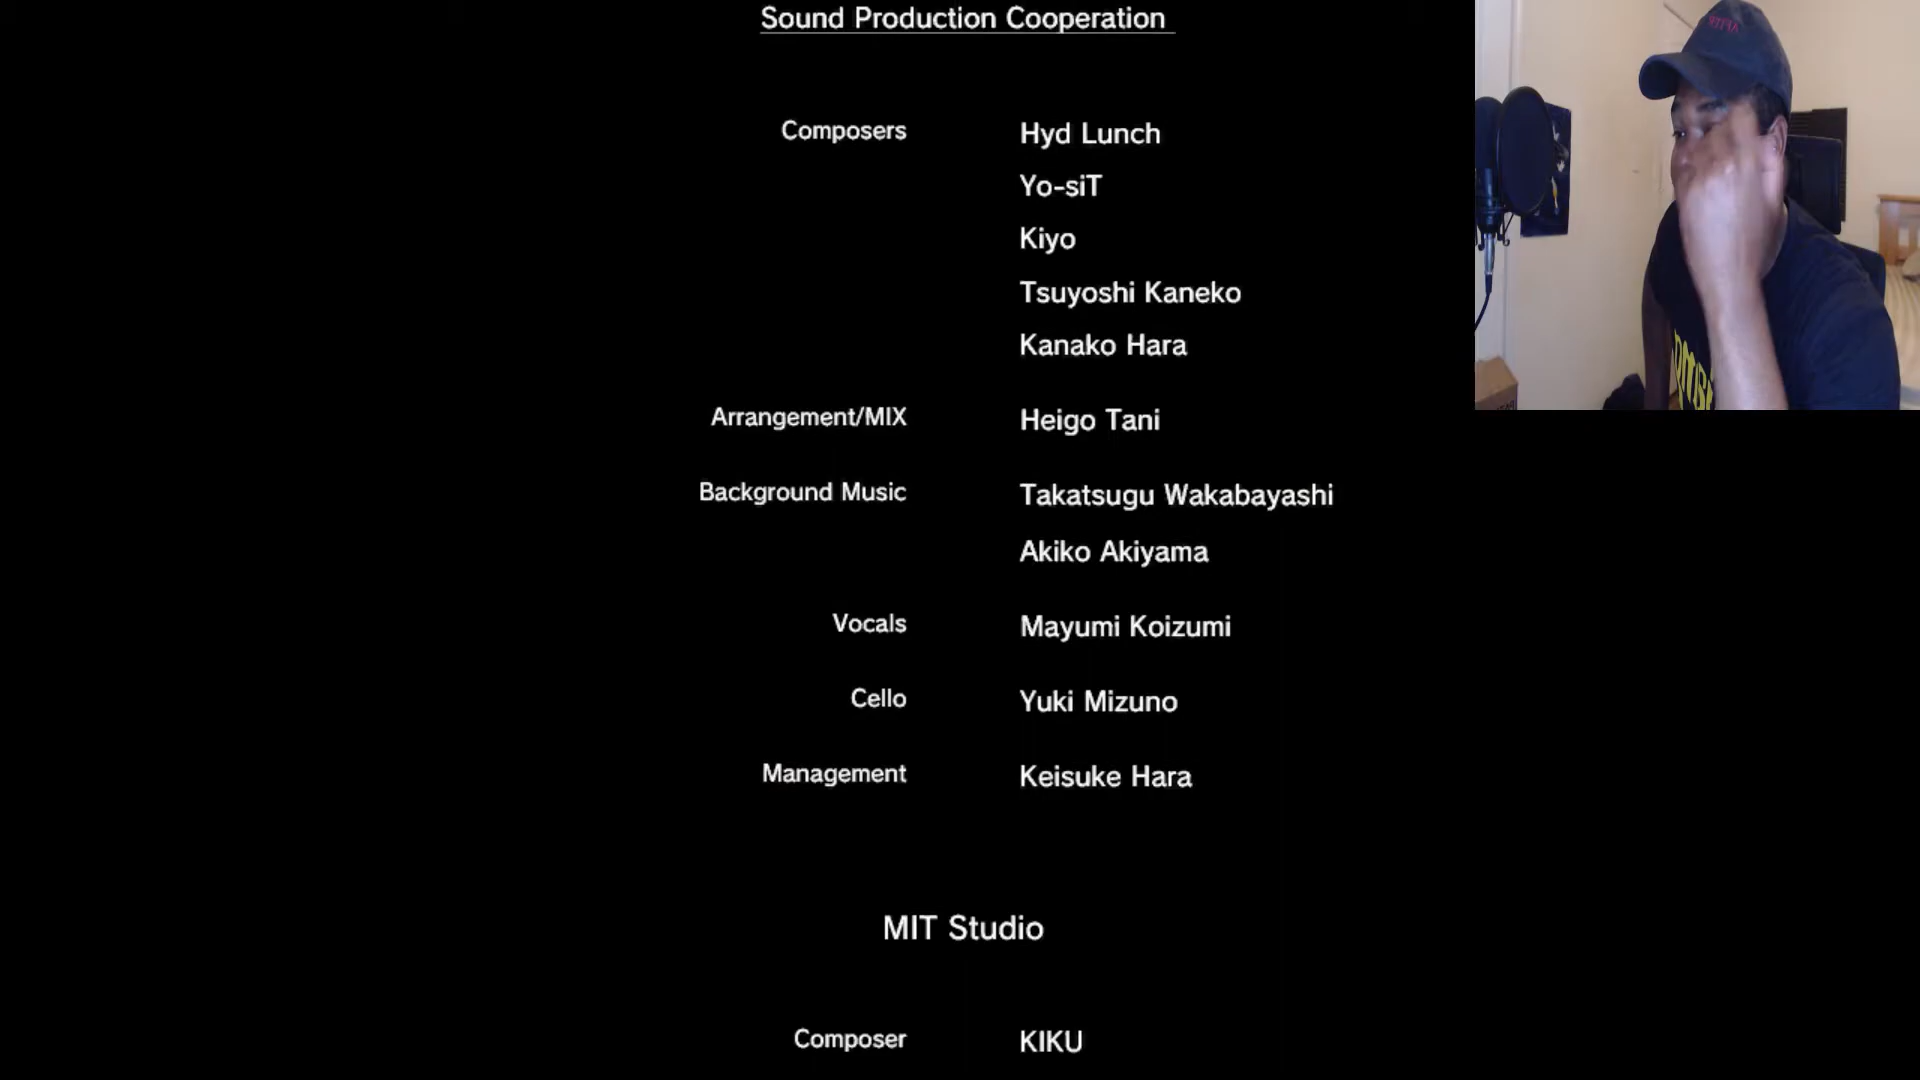 Sound Production Cooperation
Composers Hyd Lunch
Yo-siT
Kiyo
Tsuyoshi Kaneko
Kanako Hara
Arrangement/MIX Heigo Tani
Background Music Takatsugu Wakabayashi
Akiko Akiyama
Vocals Mayumi Koizumi
Cello Yuki Mizuno
Management Keisuke Hara
MIT Studio
Composer KIKU